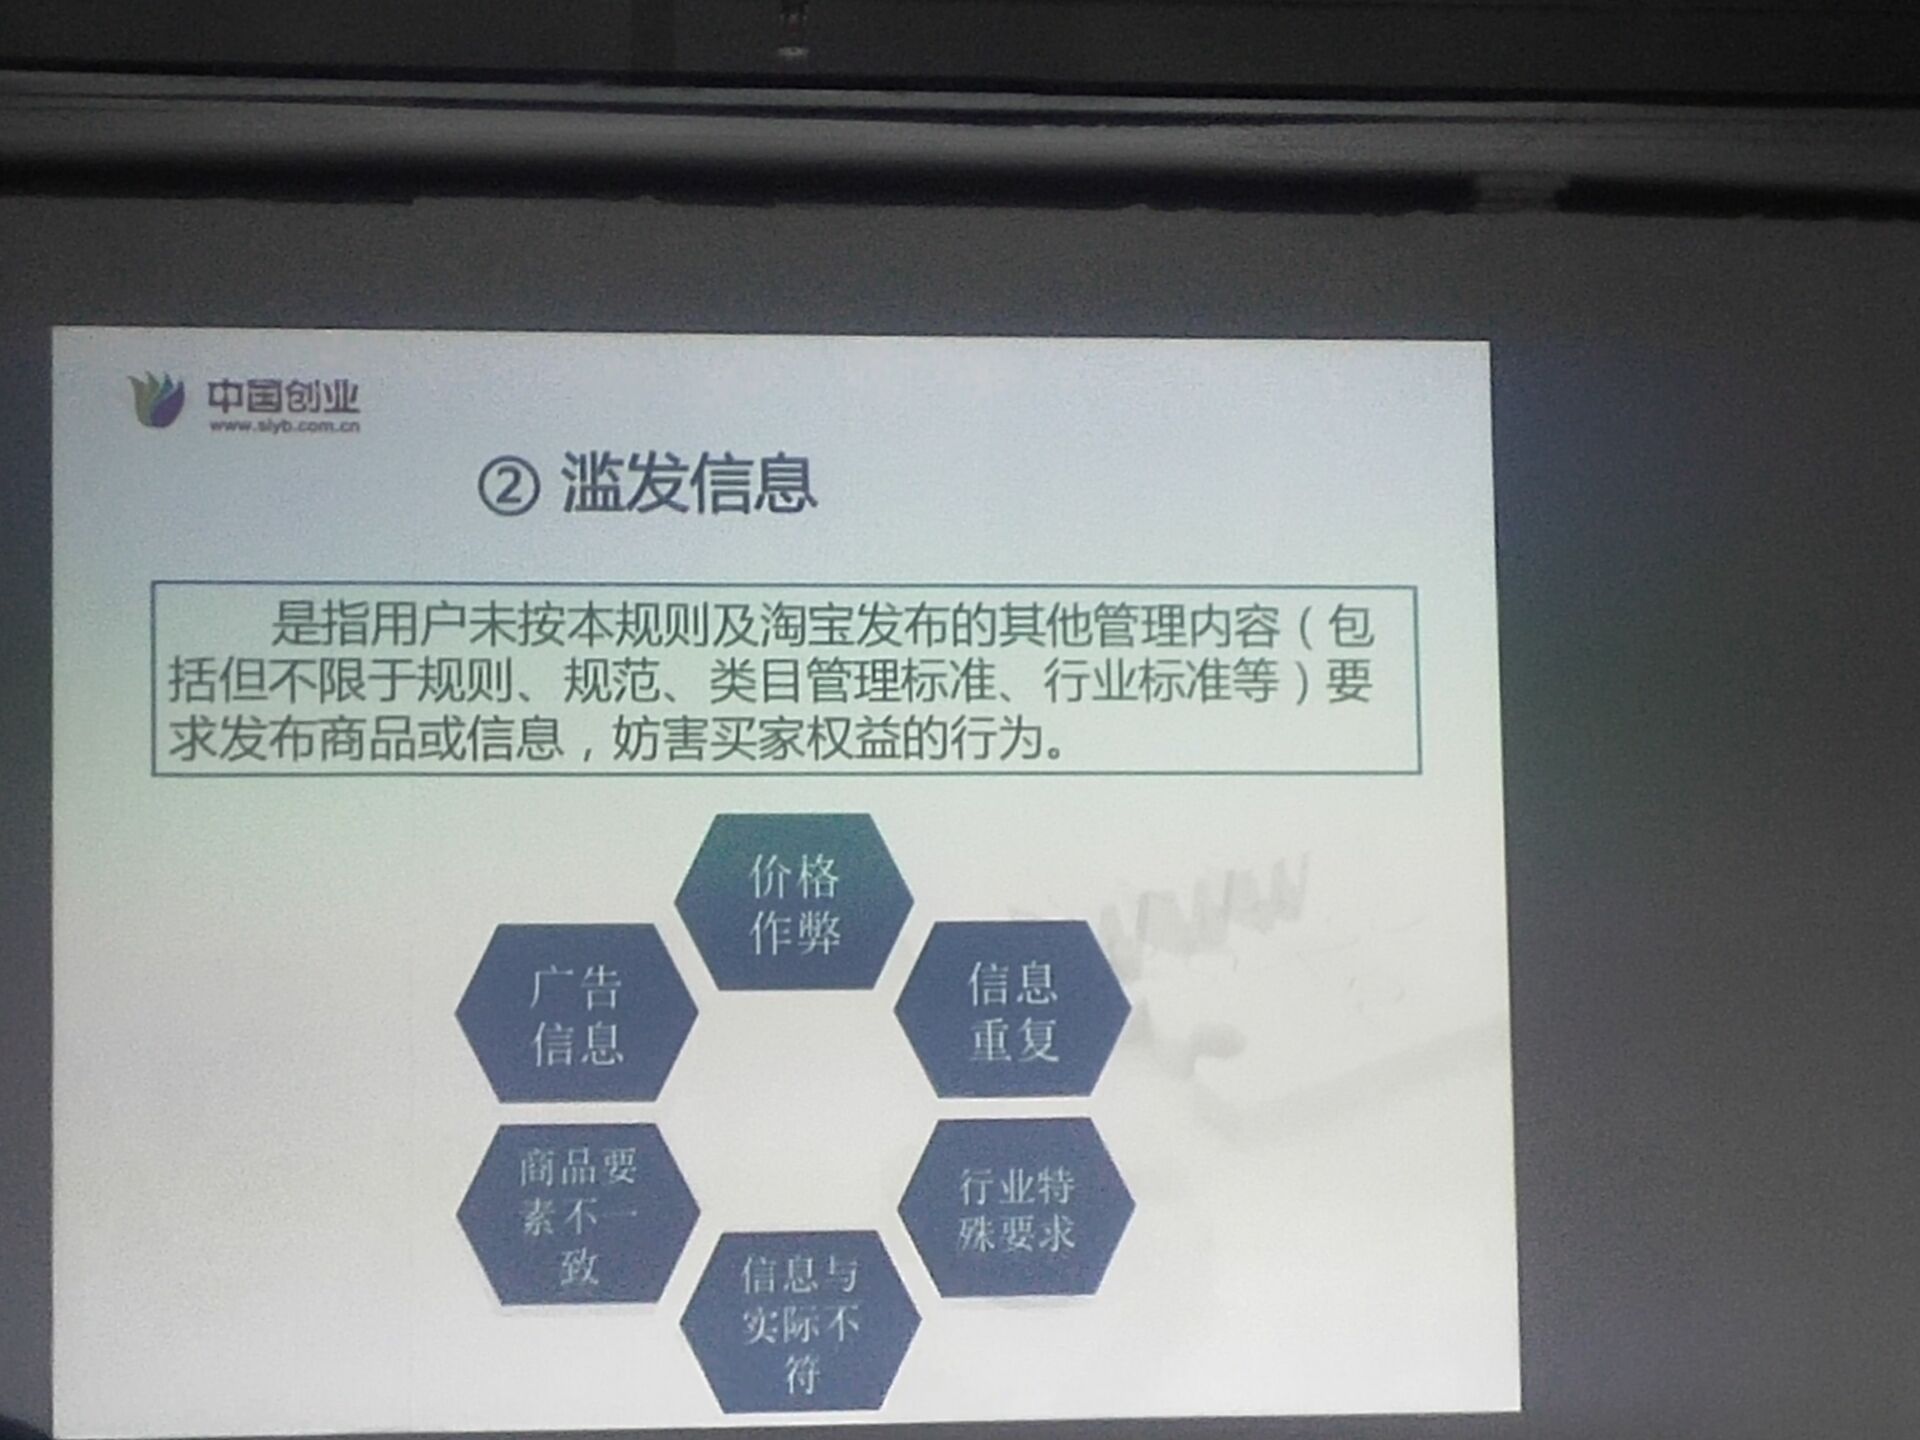 中国创业
www.siyb.com.cn
② 滥发信息
是指用户未按本规则及淘宝发布的其他管理内容（包
括但不限于规则、规范、类目管理标准、行业标准等）要
求发布商品或信息，妨害买家权益的行为。
价格
作弊
广告
信息
信息
重复
商品要
素不一
致
行业特
殊要求
信息与
实际不
符